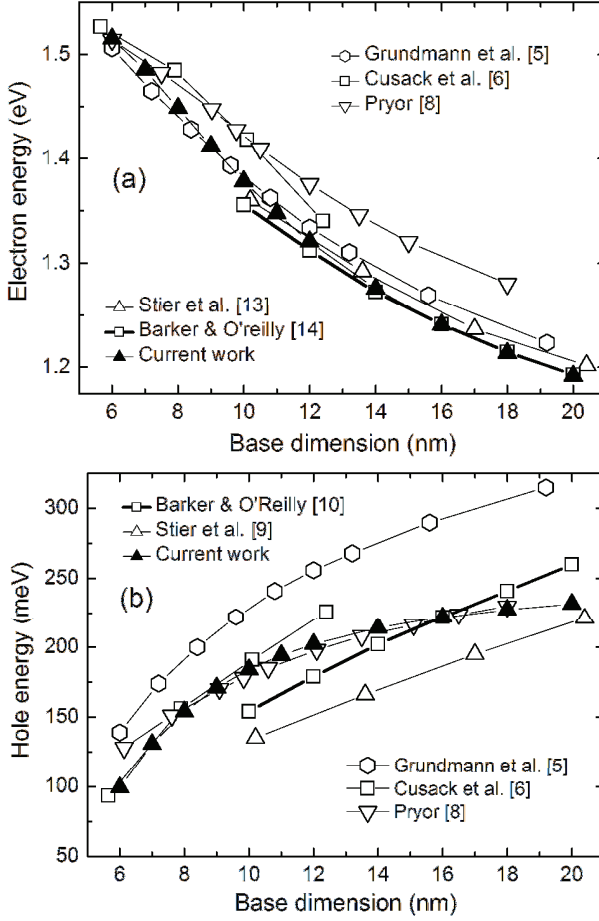 1.5
1.4
1.3
1.2
Electron energy (eV)
Grundmann et al. [5]
Cusack et al. [6]
Pryor [8]
(a)
Stier et al. [13]
Barker & O'reilly [14]
Current work
6 8 10 12 14 16 18 20
Base dimension (nm)
300
250
200
150
100
50
Hole energy (meV)
Barker & O'Reilly [10]
Stier et al. [9]
Current work
(b)
Grundmann et al. [5]
Cusack et al. [6]
Pryor [8]
6 8 10 12 14 16 18 20
Base dimension (nm)